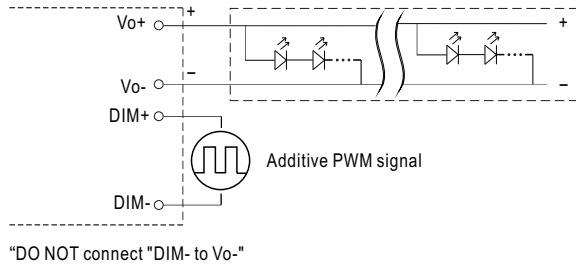 Vo+
+
+
Vo-
−
−
DIM+
Additive PWM signal
DIM-
“DO NOT connect "DIM- to Vo-"